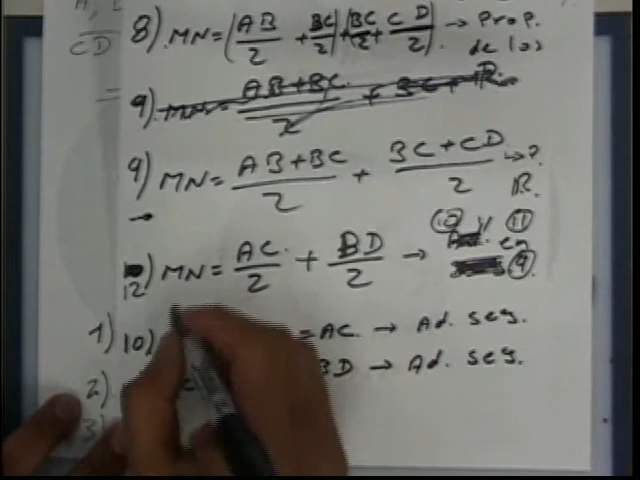 8) MN = (AB/2 + BC/2) + (BC/2 + CD/2) → Prop. de los
CD
=
9) MN = AB+BC/2 + BC+ R.
9) MN = AB+BC/2 + BC+CD/2 → P. R.
12) MN = AC/2 + BD/2 → 10 y 11 en 9.
1) 10) = AC → Ad. seg.
2) BD → Ad. seg.
3)